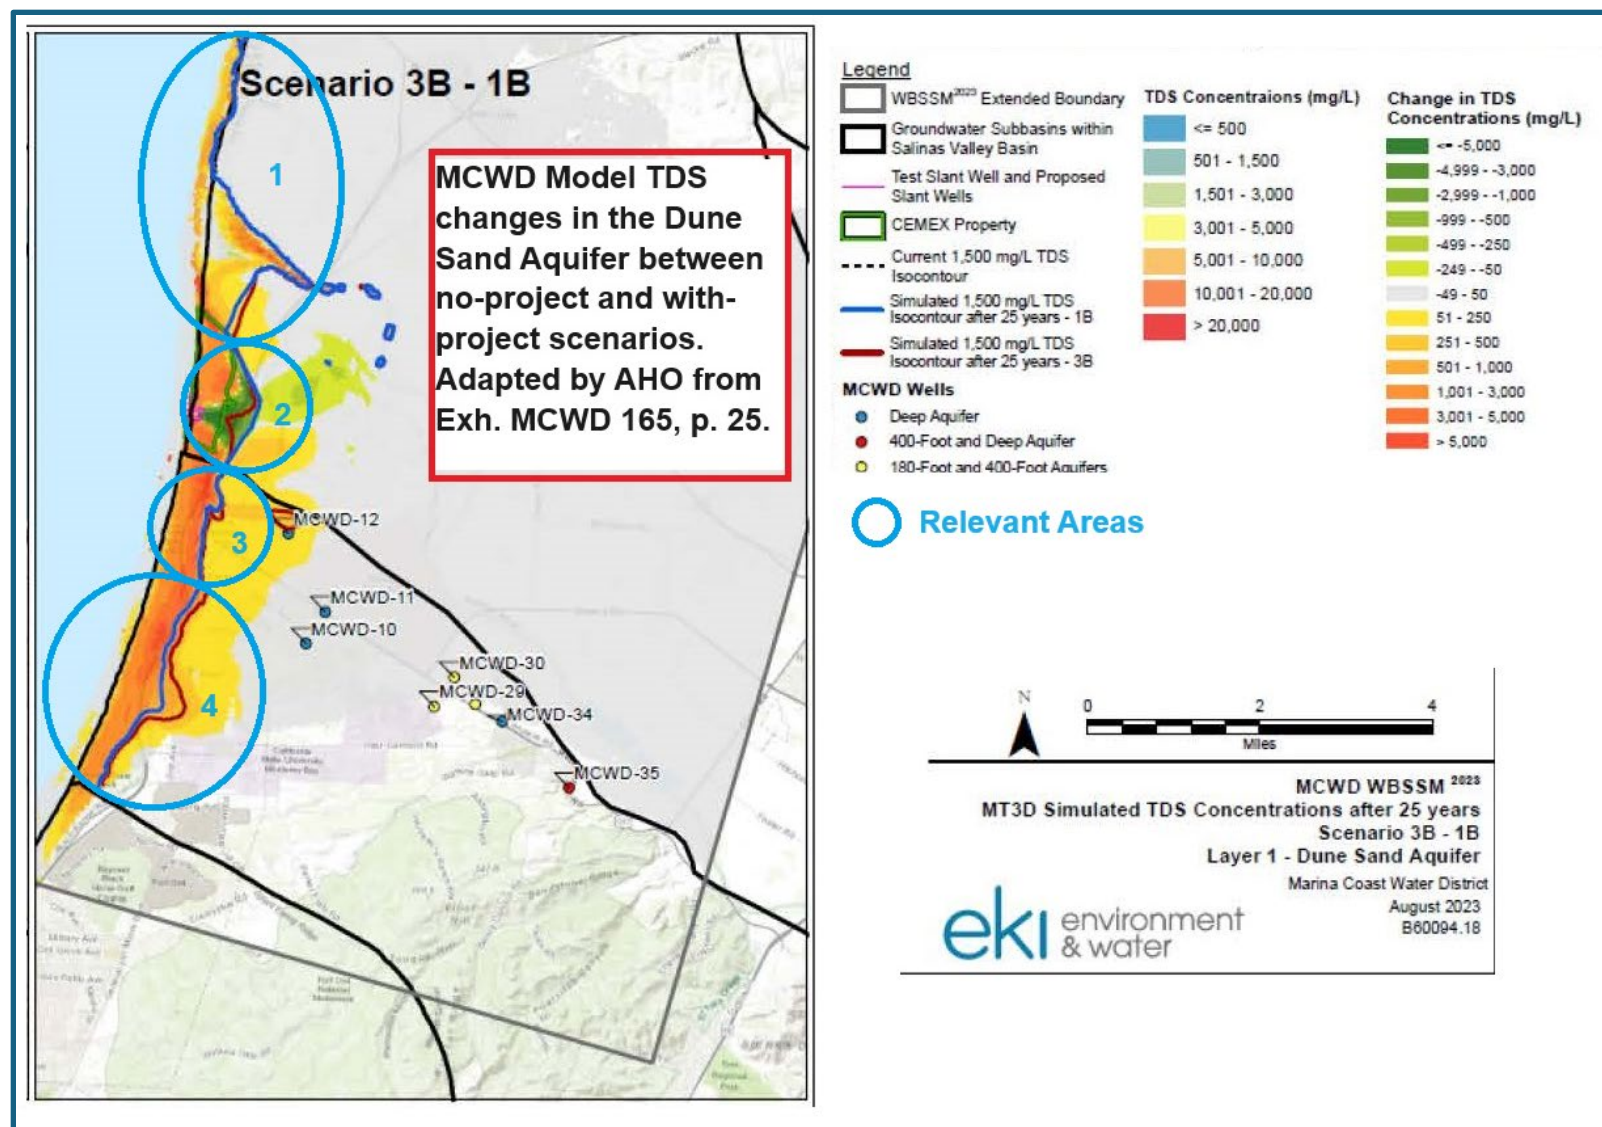 Scenario 3B - 1B
1
2
3
4
MCWD Model TDS
changes in the Dune
Sand Aquifer between
no-project and with-
project scenarios.
Adapted by AHO from
Exh. MCWD 165, p. 25.
MCWD-12
MCWD-11
MCWD-10
MCWD-30
MCWD-29
MCWD-34
MCWD-35
Legend
WBSSM2023 Extended Boundary
Groundwater Subbasins within
Salinas Valley Basin
Test Slant Well and Proposed
Slant Wells
CEMEX Property
Current 1,500 mg/L TDS
Isocontour
Simulated 1,500 mg/L TDS
Isocontour after 25 years - 1B
Simulated 1,500 mg/L TDS
Isocontour after 25 years - 3B
MCWD Wells
Deep Aquifer
400-Foot and Deep Aquifer
180-Foot and 400-Foot Aquifers
TDS Concentraions (mg/L)
<= 500
501 - 1,500
1,501 - 3,000
3,001 - 5,000
5,001 - 10,000
10,001 - 20,000
> 20,000
Change in TDS
Concentrations (mg/L)
<= -5,000
-4,999 - -3,000
-2,999 - -1,000
-999 - -500
-499 - -250
-249 - -50
-49 - 50
51 - 250
251 - 500
501 - 1,000
1,001 - 3,000
3,001 - 5,000
> 5,000
Relevant Areas
N
0 2 4
Miles
MCWD WBSSM 2023
MT3D Simulated TDS Concentrations after 25 years
Scenario 3B - 1B
Layer 1 - Dune Sand Aquifer
Marina Coast Water District
August 2023
B60094.18
eki environment
& water